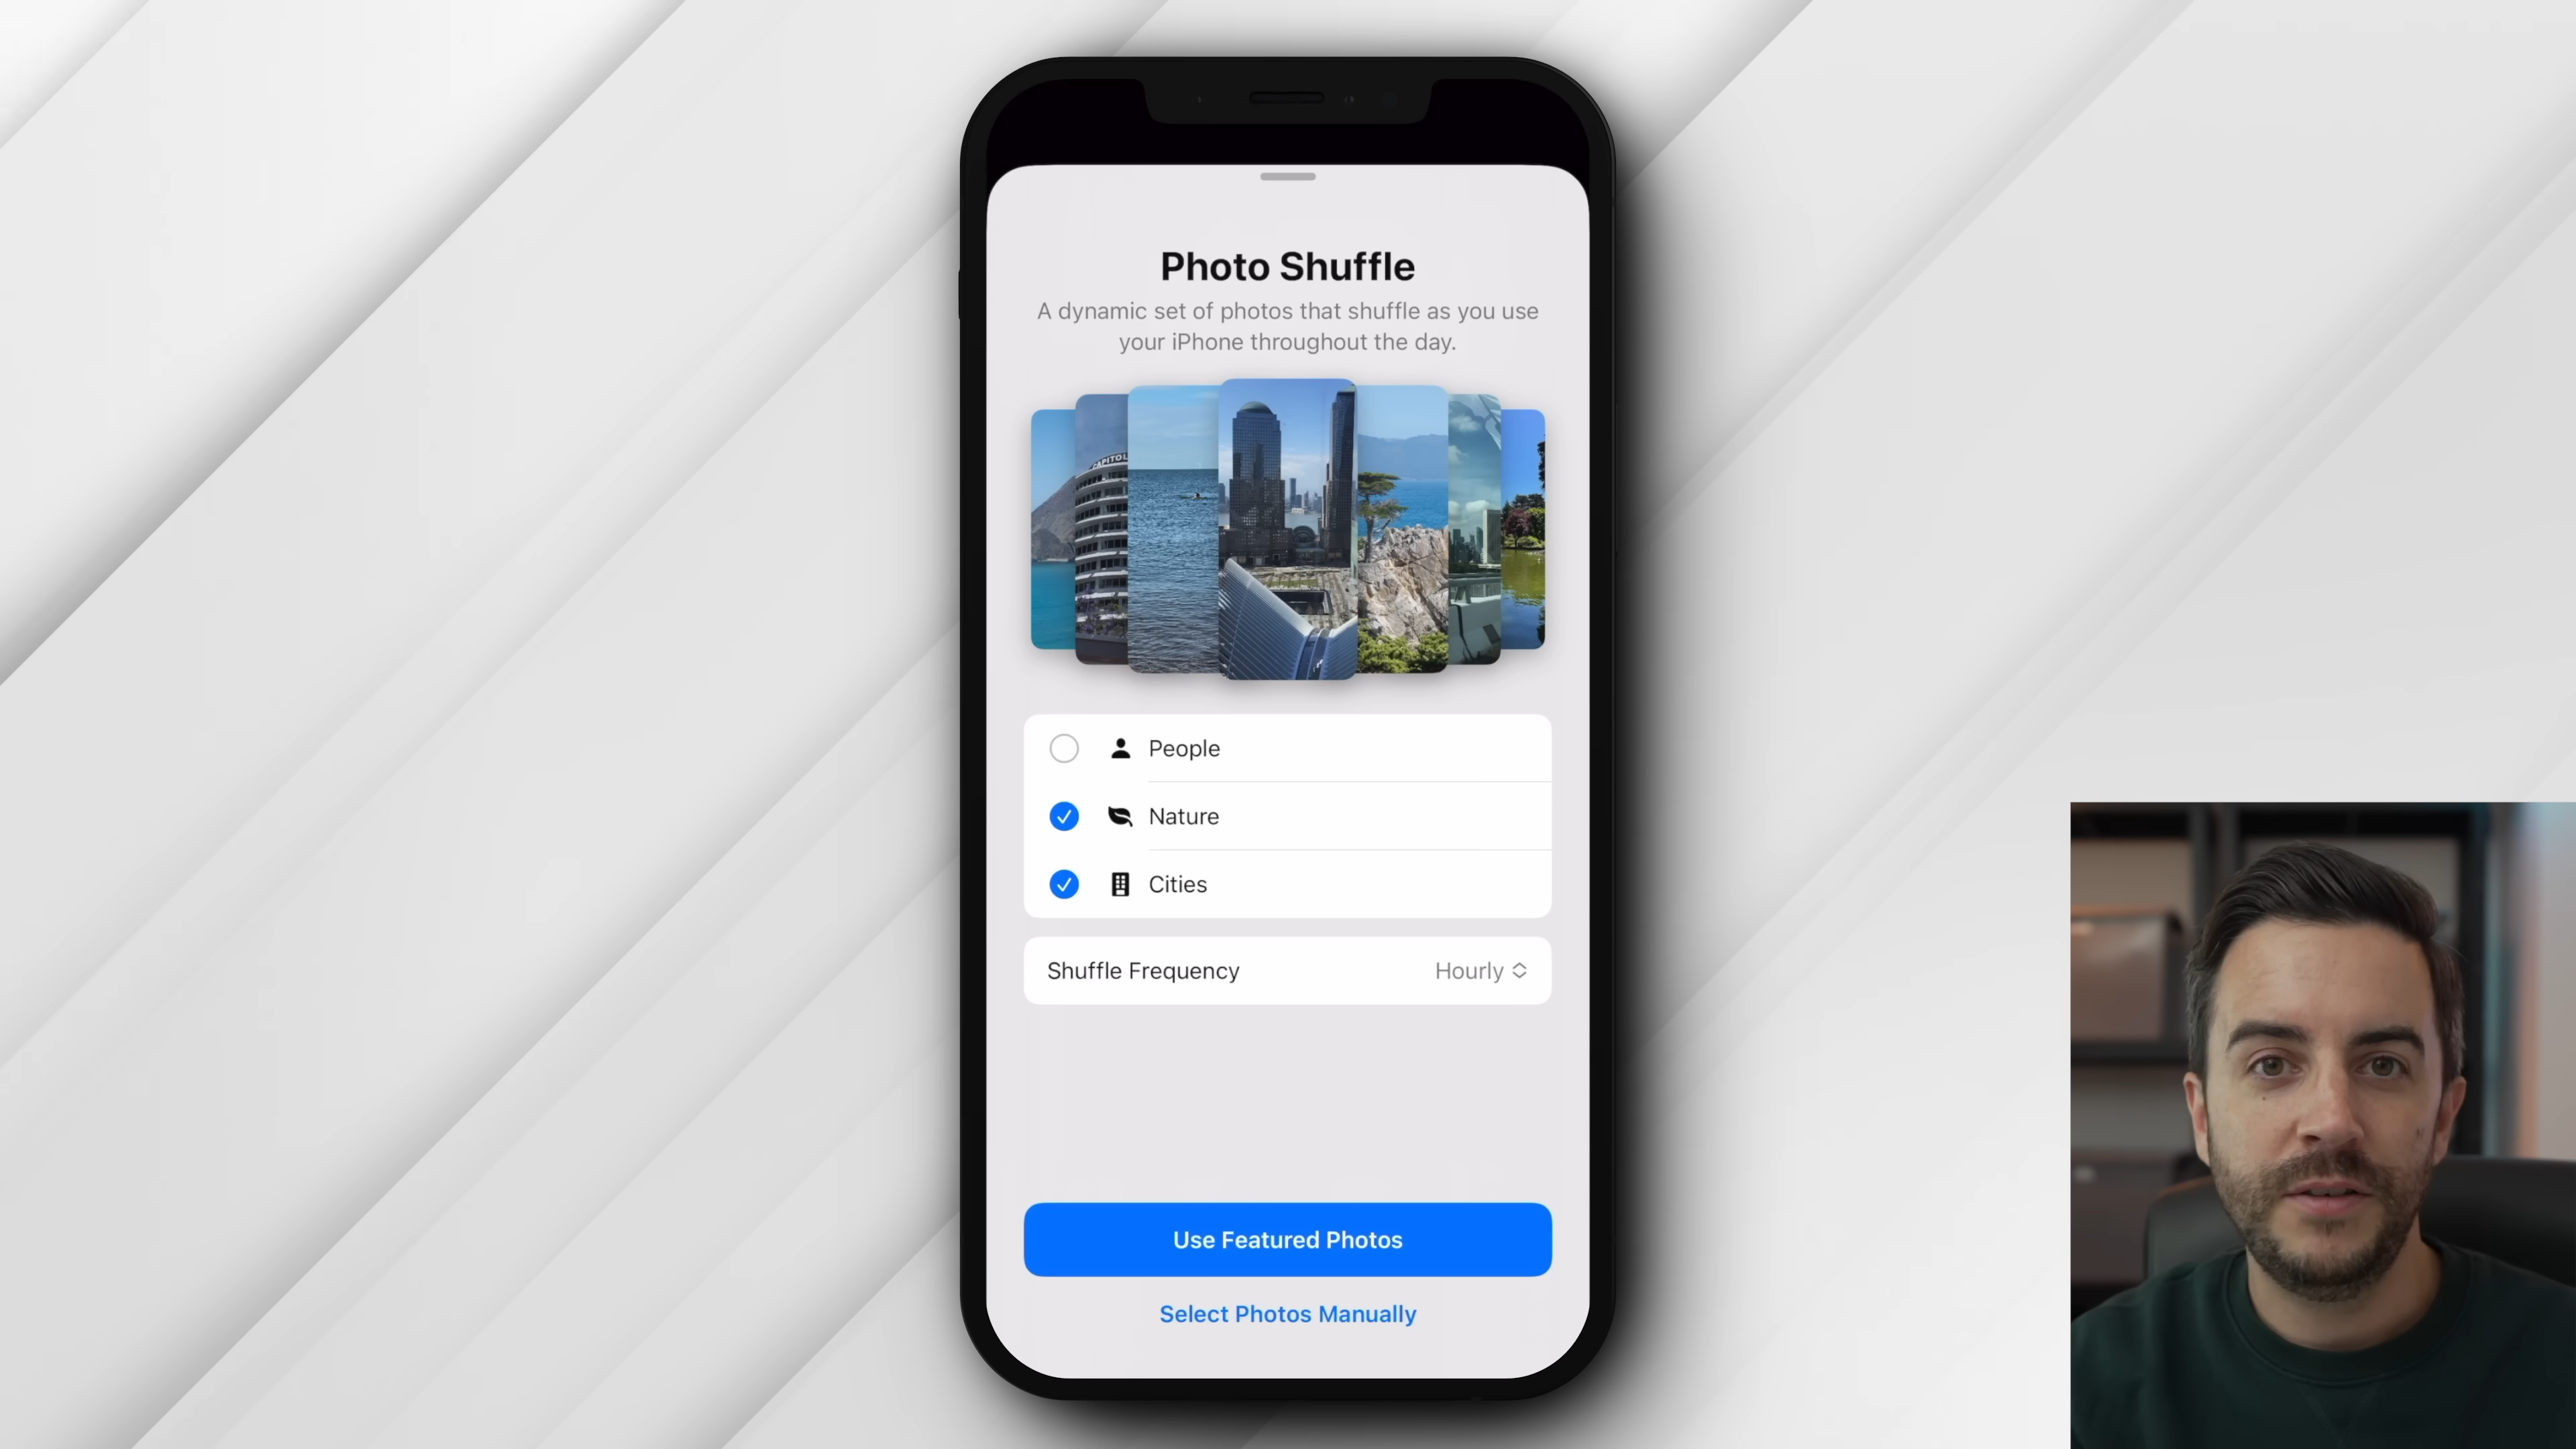 Photo Shuffle
A dynamic set of photos that shuffle as you use
your iPhone throughout the day.
CAPITOL
People
Nature
Cities
Shuffle Frequency
Hourly
Use Featured Photos
Select Photos Manually